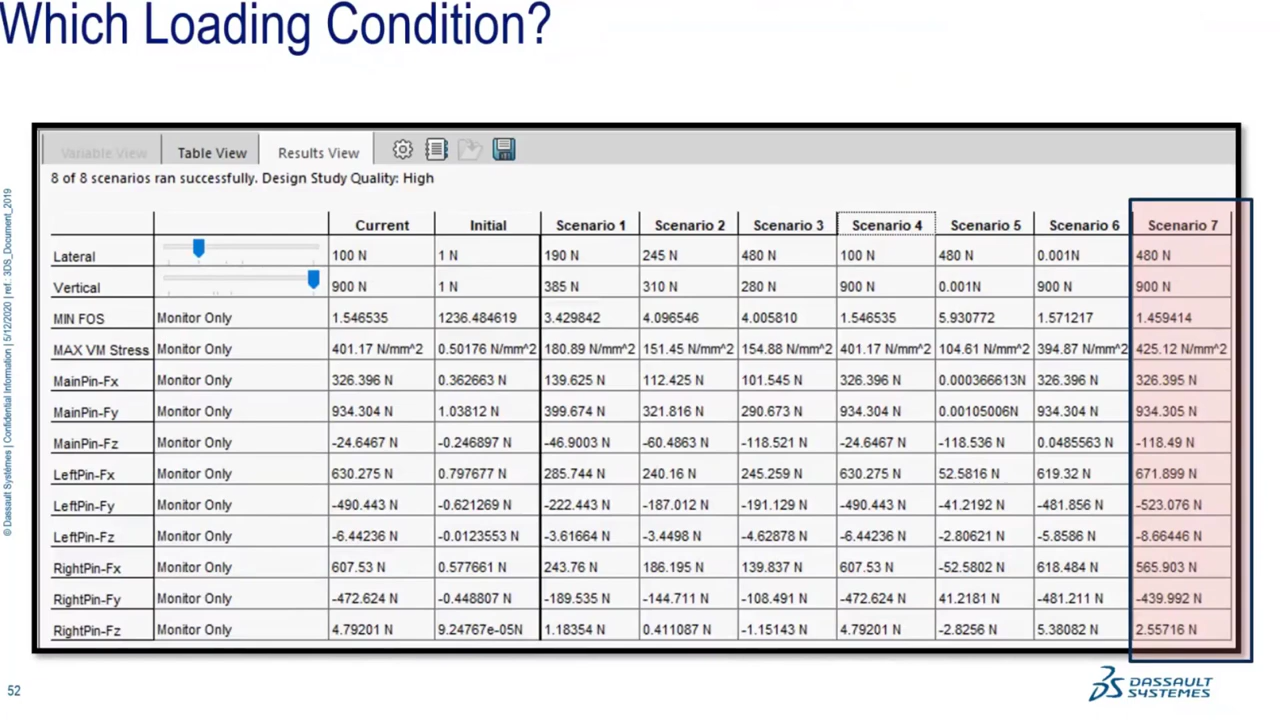 Which Loading Condition?
Variable View Table View Results View
8 of 8 scenarios ran successfully. Design Study Quality: High
Current Initial Scenario 1 Scenario 2 Scenario 3 Scenario 4 Scenario 5 Scenario 6 Scenario 7
Lateral 100 N 1 N 190 N 245 N 480 N 100 N 480 N 0.001N 480 N
Vertical 900 N 1 N 385 N 310 N 280 N 900 N 0.001N 900 N 900 N
MIN FOS Monitor Only 1.546535 1236.484619 3.429842 4.096546 4.005810 1.546535 5.930772 1.571217 1.459414
MAX VM Stress Monitor Only 401.17 N/mm^2 0.50176 N/mm^2 180.89 N/mm^2 151.45 N/mm^2 154.88 N/mm^2 401.17 N/mm^2 104.61 N/mm^2 394.87 N/mm^2 425.12 N/mm^2
MainPin-Fx Monitor Only 326.396 N 0.362663 N 139.625 N 112.425 N 101.545 N 326.396 N 0.000366613N 326.396 N 326.395 N
MainPin-Fy Monitor Only 934.304 N 1.03812 N 399.674 N 321.816 N 290.673 N 934.304 N 0.00105006N 934.304 N 934.305 N
MainPin-Fz Monitor Only -24.6467 N -0.246897 N -46.9003 N -60.4863 N -118.521 N -24.6467 N -118.536 N 0.0485563 N -118.49 N
LeftPin-Fx Monitor Only 630.275 N 0.797677 N 285.744 N 240.16 N 245.259 N 630.275 N 52.5816 N 619.32 N 671.899 N
LeftPin-Fy Monitor Only -490.443 N -0.621269 N -222.443 N -187.012 N -191.129 N -490.443 N -41.2192 N -481.856 N -523.076 N
LeftPin-Fz Monitor Only -6.44236 N -0.0123553 N -3.61664 N -3.4498 N -4.62878 N -6.44236 N -2.80621 N -5.8586 N -8.66446 N
RightPin-Fx Monitor Only 607.53 N 0.577661 N 243.76 N 186.195 N 139.837 N 607.53 N -52.5802 N 618.484 N 565.903 N
RightPin-Fy Monitor Only -472.624 N -0.448807 N -189.535 N -144.711 N -108.491 N -472.624 N 41.2181 N -481.211 N -439.992 N
RightPin-Fz Monitor Only 4.79201 N 9.24767e-05N 1.18354 N 0.411087 N -1.15143 N 4.79201 N -2.8256 N 5.38082 N 2.55716 N
© Dassault Systèmes | Confidential Information | 5/12/2020 | ref.: 3DS_Document_2019
52
DASSAULT
SYSTEMES